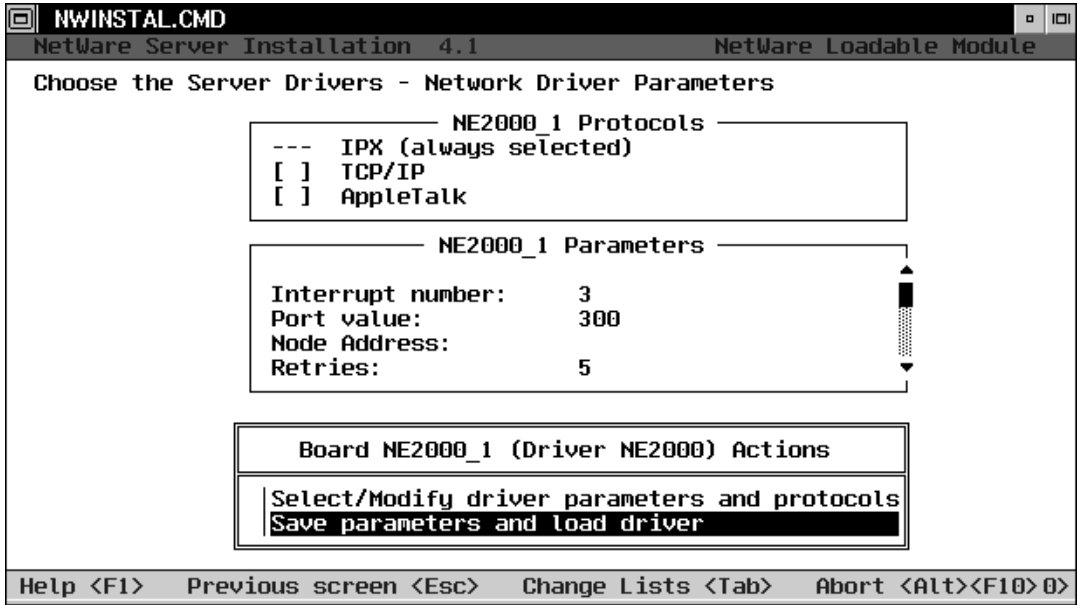 NWINSTAL.CMD
NetWare Server Installation 4.1 NetWare Loadable Module
Choose the Server Drivers - Network Driver Parameters
NE2000_1 Protocols
--- IPX (always selected)
[ ] TCP/IP
[ ] AppleTalk
NE2000_1 Parameters
Interrupt number: 3
Port value: 300
Node Address:
Retries: 5
Board NE2000_1 (Driver NE2000) Actions
Select/Modify driver parameters and protocols
Save parameters and load driver
Help <F1> Previous screen <Esc> Change Lists <Tab> Abort <Alt><F10>0>